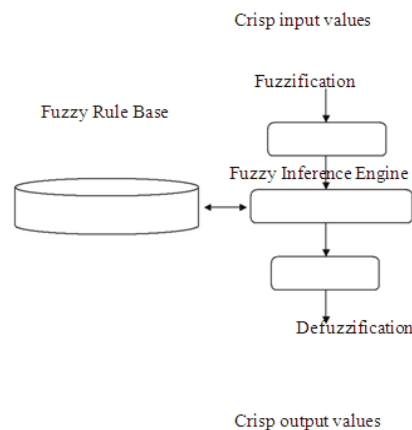 Crisp input values
Fuzzification
Fuzzy Rule Base
Fuzzy Inference Engine
Defuzzification
Crisp output values